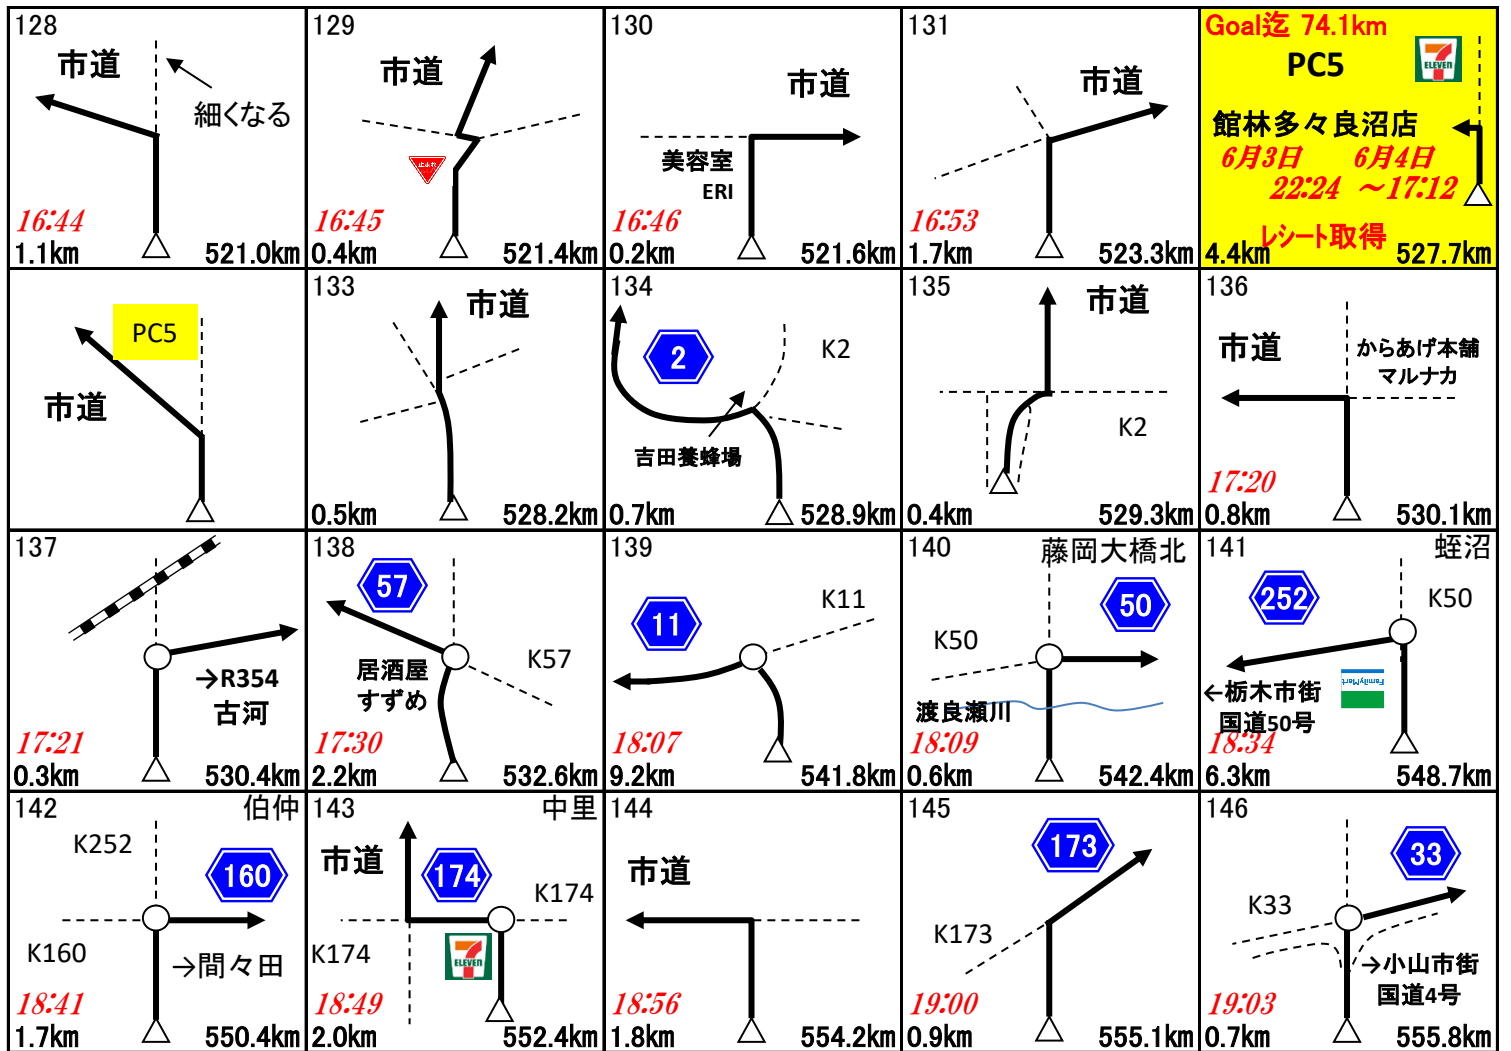 128
市道
細くなる
16:44
1.1km 521.0km
129
市道
止まれ
16:45
0.4km 521.4km
130
市道
美容室
ERI
16:46
0.2km 521.6km
131
市道
16:53
1.7km 523.3km
Goal迄 74.1km
PC5
7
ELEVEN
館林多々良沼店
6月3日 6月4日
22:24 ～17:12
レシート取得
4.4km 527.7km
PC5
市道
133
市道
0.5km 528.2km
134
2
K2
吉田養蜂場
0.7km 528.9km
135
市道
K2
0.4km 529.3km
136
市道
からあげ本舗
マルナカ
17:20
0.8km 530.1km
137
→R354
古河
17:21
0.3km 530.4km
138
57
K57
居酒屋
すずめ
17:30
2.2km 532.6km
139
K11
11
18:07
9.2km 541.8km
140 藤岡大橋北
50
K50
渡良瀬川
18:09
0.6km 542.4km
141 蛭沼
252
K50
FamilyMart
←栃木市街
国道50号
18:34
6.3km 548.7km
142 伯仲
K252
160
K160
→間々田
18:41
1.7km 550.4km
143 中里
市道
174
K174
K174
7
ELEVEN
18:49
2.0km 552.4km
144
市道
18:56
1.8km 554.2km
145
173
K173
19:00
0.9km 555.1km
146
33
K33
→小山市街
国道4号
19:03
0.7km 555.8km